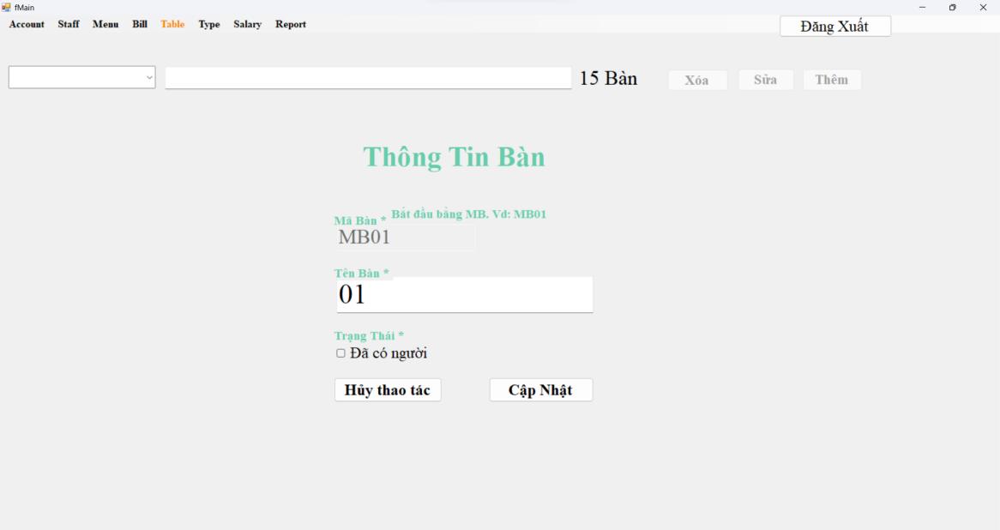 fMain
Account Staff Menu Bill Table Type Salary Report
Đăng Xuất
15 Bàn Xóa Sửa Thêm
Thông Tin Bàn
Mã Bàn * Bắt đầu bằng MB. Vd: MB01
MB01
Tên Bàn *
01
Trạng Thái *
Đã có người
Hủy thao tác Cập Nhật